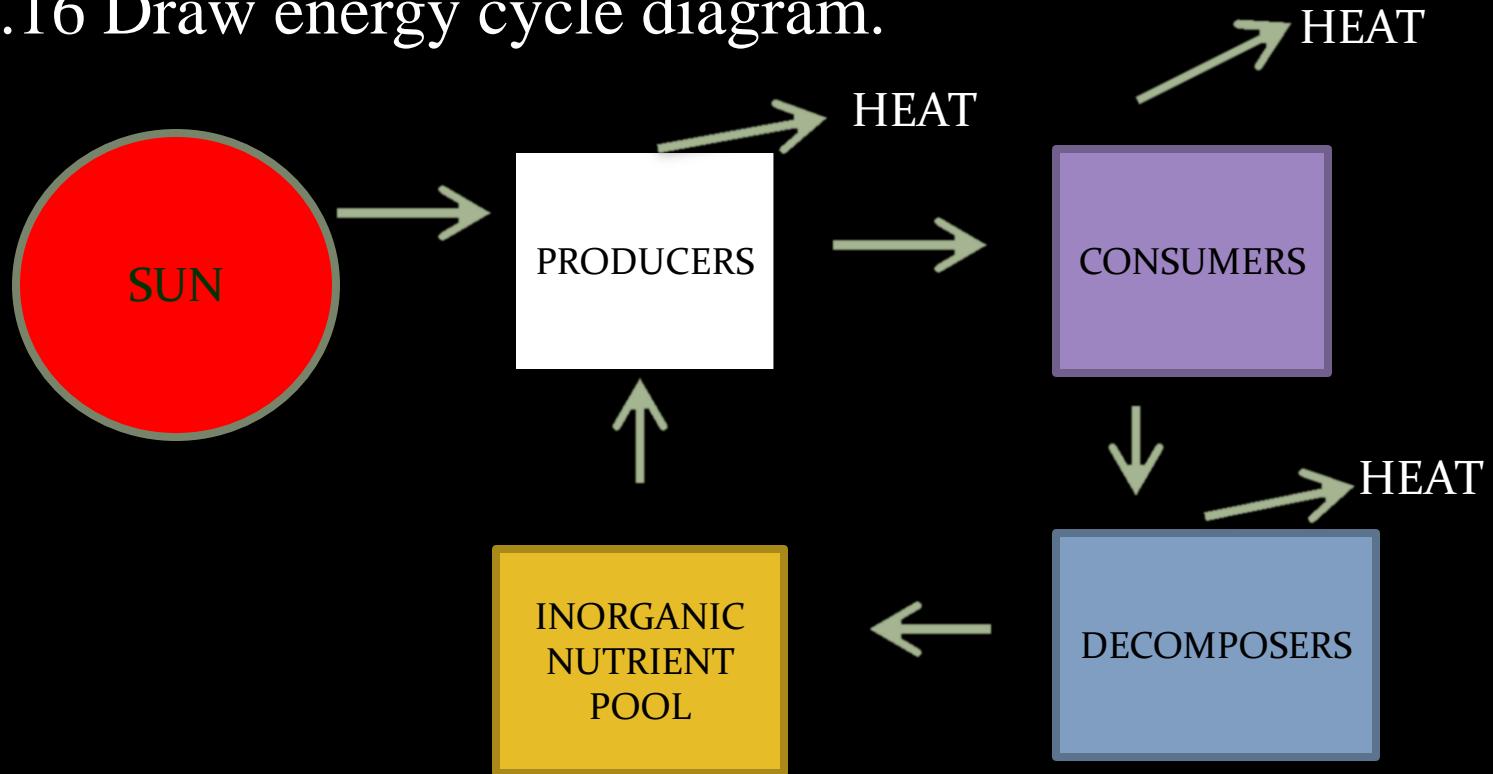 .16 Draw energy cycle diagram.
HEAT
HEAT
SUN
PRODUCERS
CONSUMERS
HEAT
INORGANIC
NUTRIENT
POOL
DECOMPOSERS